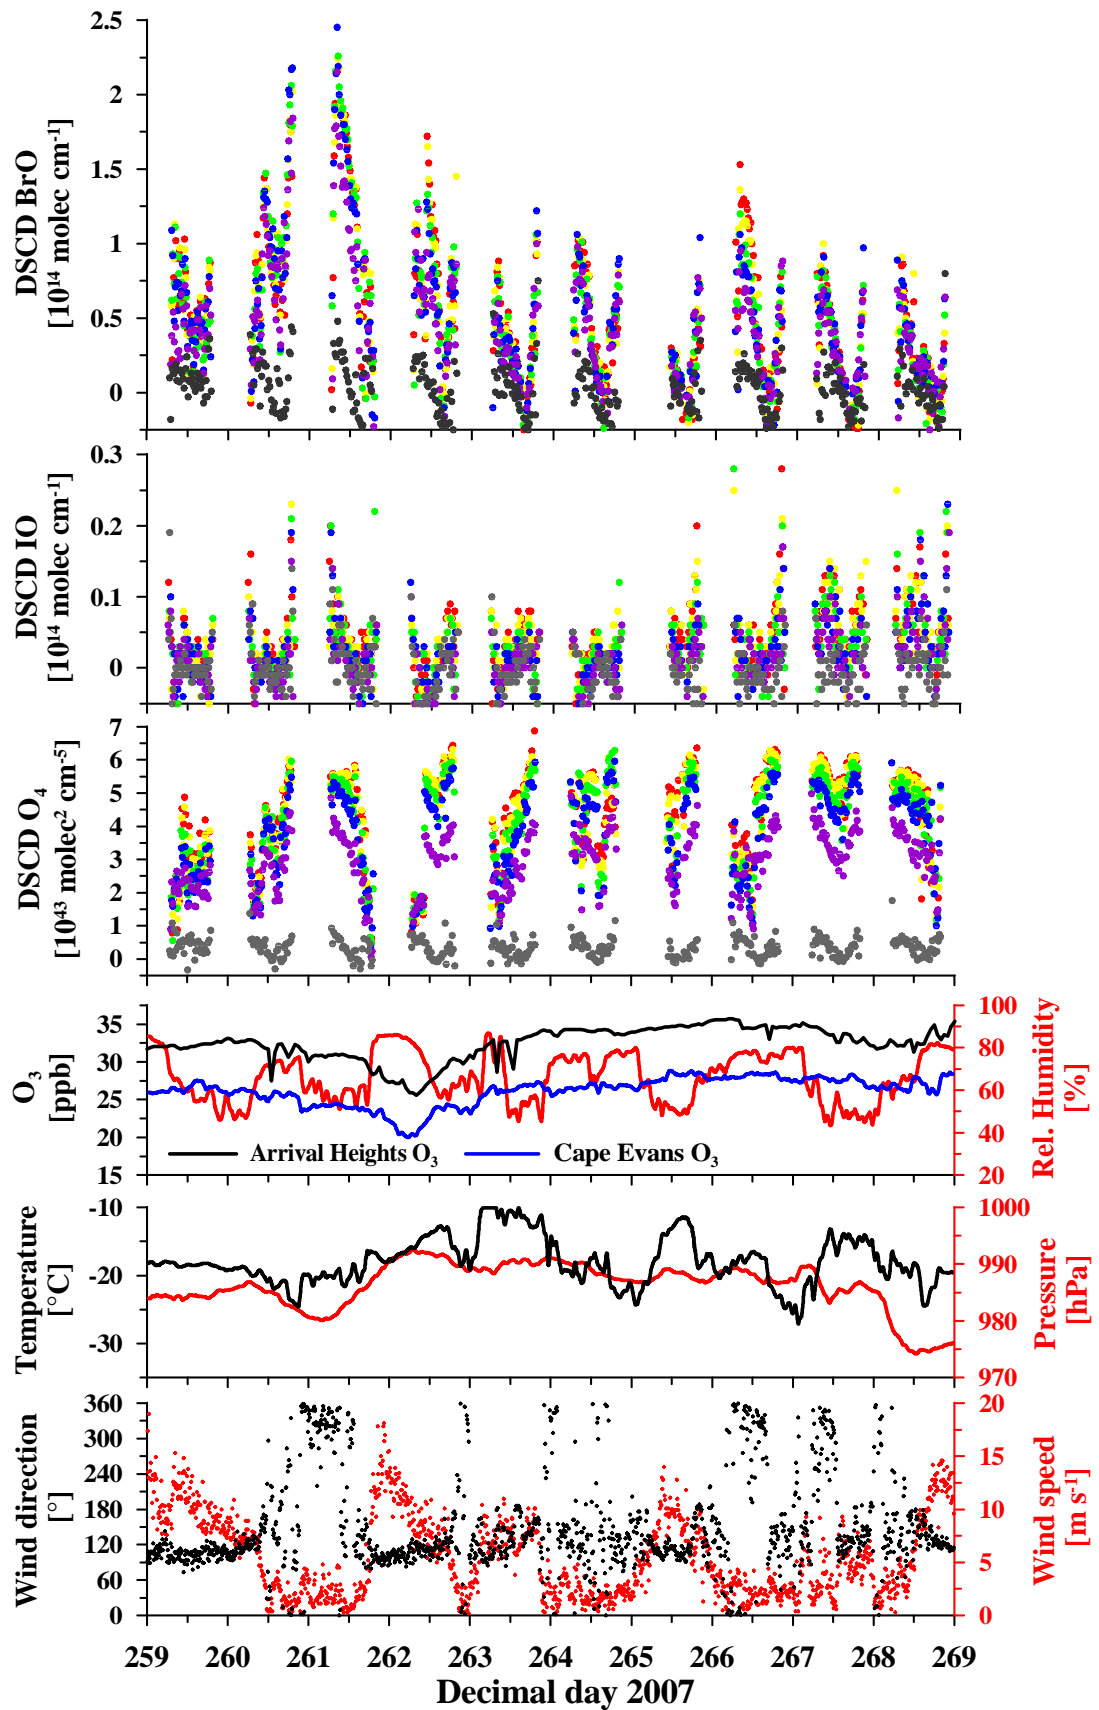 2.5
2
1.5
1
0.5
0
DSCD BrO
[10¹⁴ molec cm⁻¹]
0.3
0.2
0.1
0
DSCD IO
[10¹⁴ molec cm⁻¹]
7
6
5
4
3
2
1
0
DSCD O₄
[10⁴³ molec² cm⁻⁵]
35
30
25
20
15
O₃
[ppb]
100
80
60
40
20
Rel. Humidity
[%]
Arrival Heights O₃
Cape Evans O₃
-10
-20
-30
Temperature
[°C]
1000
990
980
970
Pressure
[hPa]
360
300
240
180
120
60
0
Wind direction
[°]
20
15
10
5
0
Wind speed
[m s⁻¹]
259 260 261 262 263 264 265 266 267 268 269
Decimal day 2007